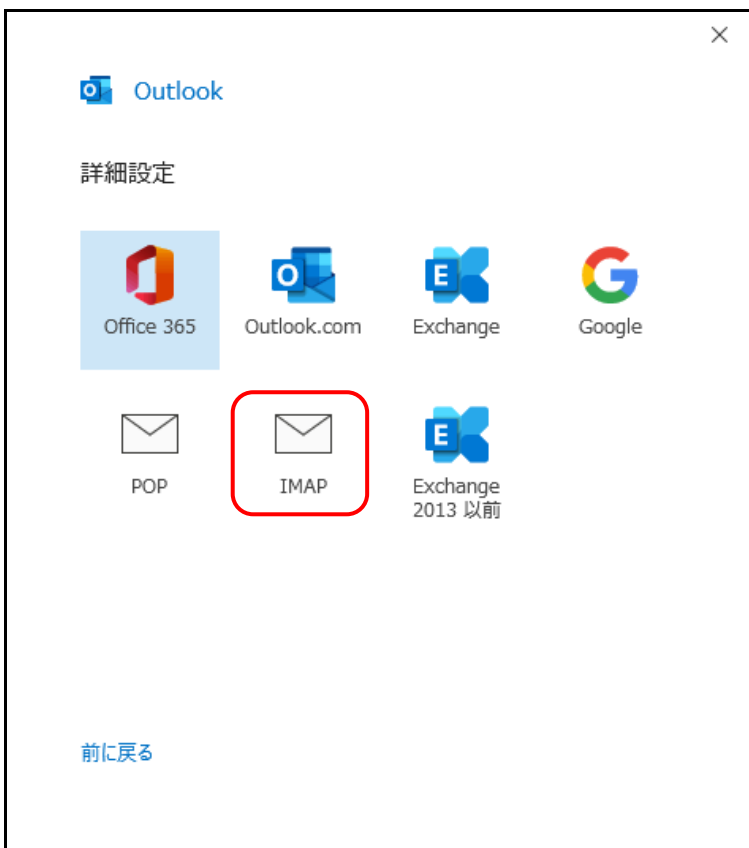 Outlook
詳細設定
Office 365
Outlook.com
Exchange
Google
POP
IMAP
Exchange
2013 以前
前に戻る